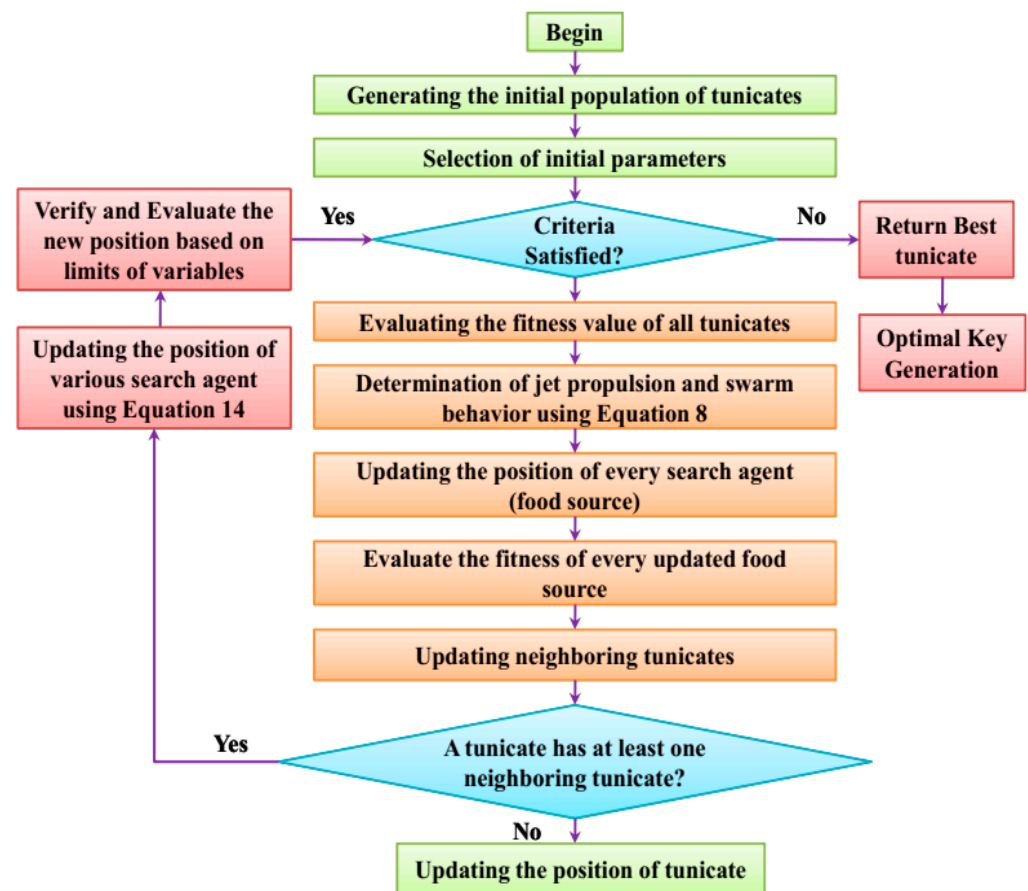 Begin
Generating the initial population of tunicates
Selection of initial parameters
Verify and Evaluate the
new position based on
limits of variables
Yes
Criteria
Satisfied?
No
Return Best
tunicate
Evaluating the fitness value of all tunicates
Updating the position of
various search agent
using Equation 14
Optimal Key
Generation
Determination of jet propulsion and swarm
behavior using Equation 8
Updating the position of every search agent
(food source)
Evaluate the fitness of every updated food
source
Updating neighboring tunicates
Yes
A tunicate has at least one
neighboring tunicate?
No
Updating the position of tunicate